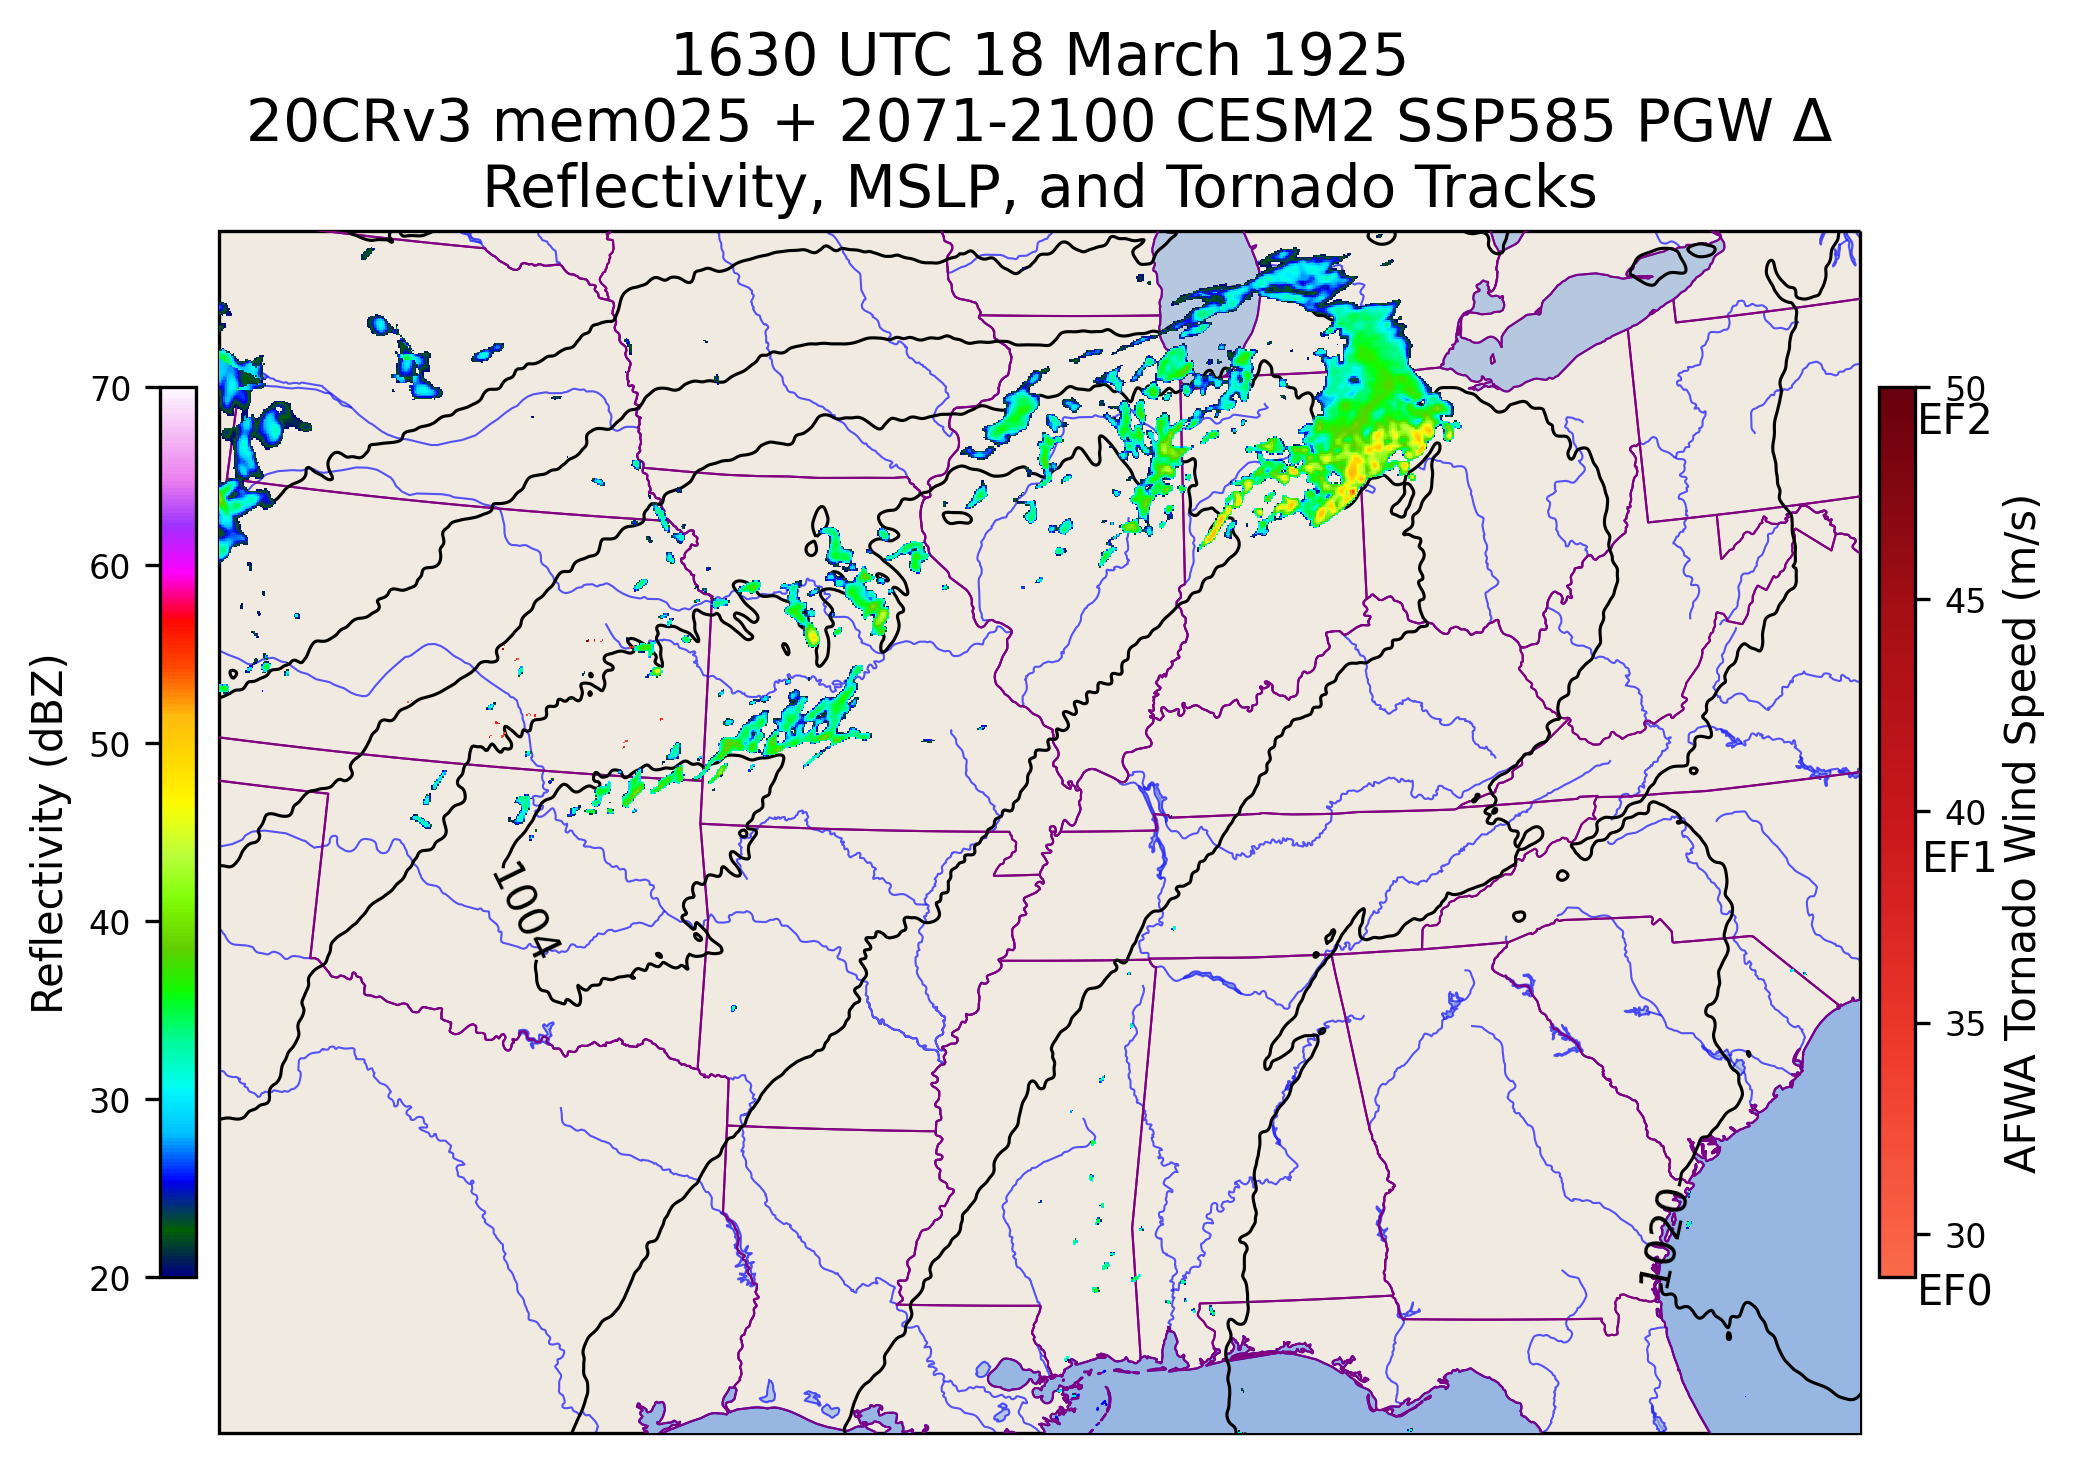 1630 UTC 18 March 1925
20CRv3 mem025 + 2071-2100 CESM2 SSP585 PGW Δ
Reflectivity, MSLP, and Tornado Tracks
70
60
50
40
30
20
Reflectivity (dBZ)
1004
1020
50
EF2
45
40
EF1
35
30
EF0
AFWA Tornado Wind Speed (m/s)